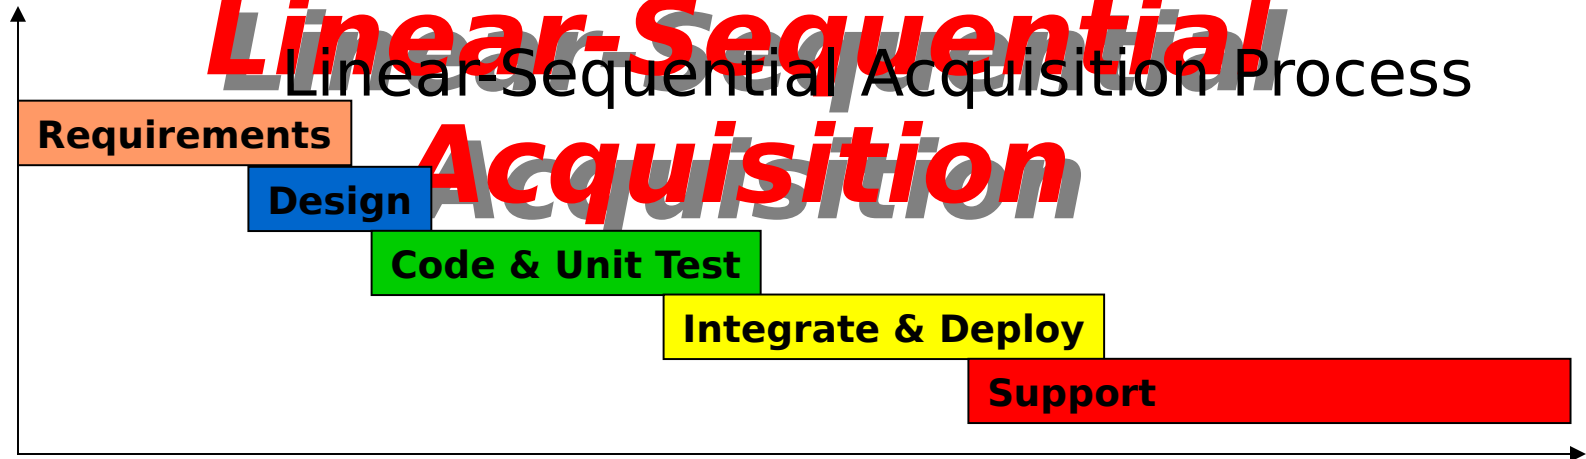 Linear-Sequential
Linear-Sequential Acquisition Process
Acquisition
Requirements
Design
Code & Unit Test
Integrate & Deploy
Support